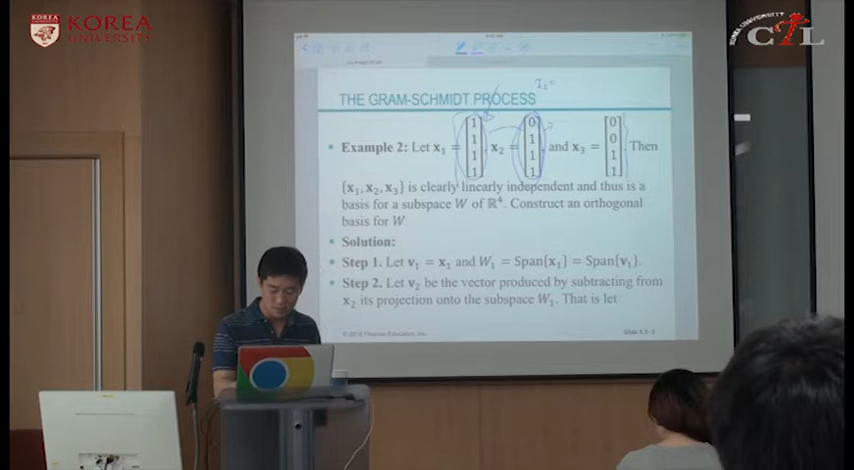 KOREA
UNIVERSITY
KOREA UNIVERSITY
CTL
THE GRAM-SCHMIDT PROCESS
Example 2: Let x₁ = [1 1 1 1], x₂ = [0 1 1 1], and x₃ = [0 0 1 1]. Then
{x₁, x₂, x₃} is clearly linearly independent and thus is a
basis for a subspace W of ℝ⁴. Construct an orthogonal
basis for W
Solution:
Step 1. Let v₁ = x₁ and W₁ = Span{x₁} = Span{v₁}.
Step 2. Let v₂ be the vector produced by subtracting from
x₂ its projection onto the subspace W₁. That is let
Pearson Education, Inc.